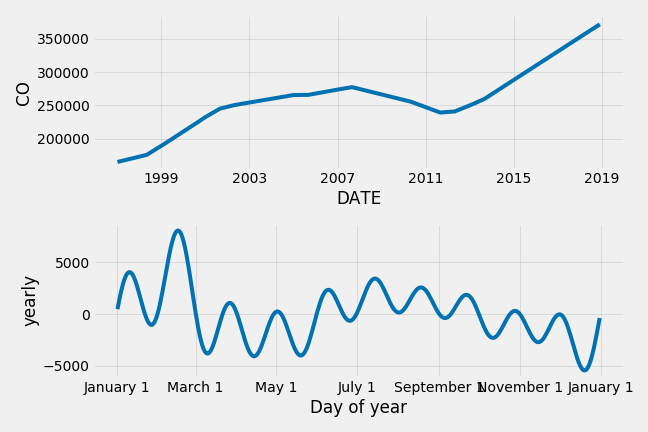 350000
300000
250000
200000
CO
1999 2003 2007 2011 2015 2019
DATE
5000
0
−5000
yearly
January 1 March 1 May 1 July 1 September 1 November 1 January 1
Day of year